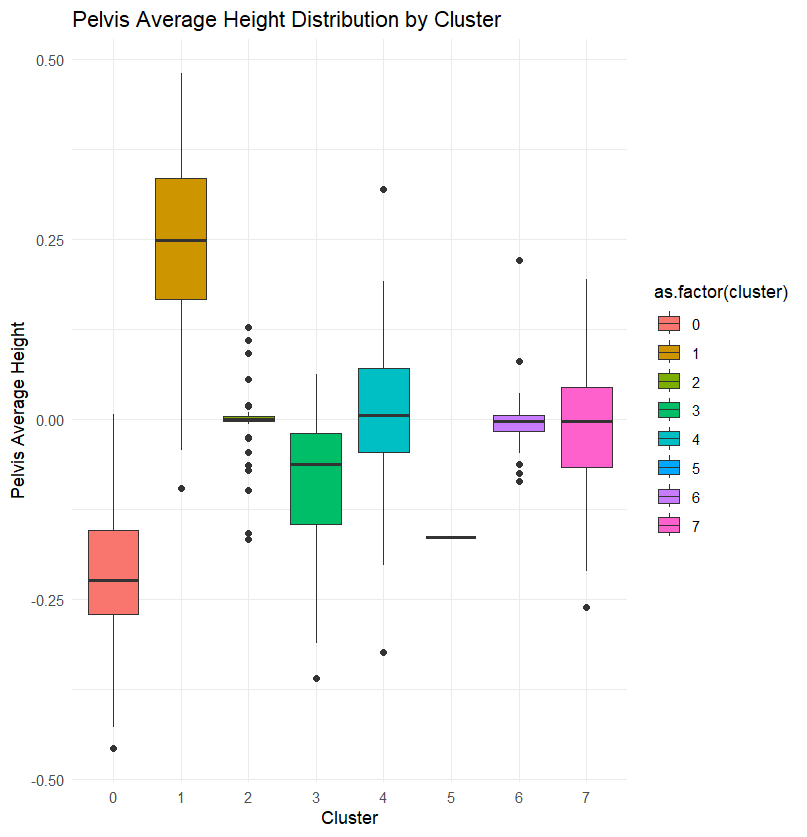 Pelvis Average Height Distribution by Cluster
Pelvis Average Height
0.50
0.25
0.00
-0.25
-0.50
0 1 2 3 4 5 6 7
Cluster
as.factor(cluster)
0
1
2
3
4
5
6
7